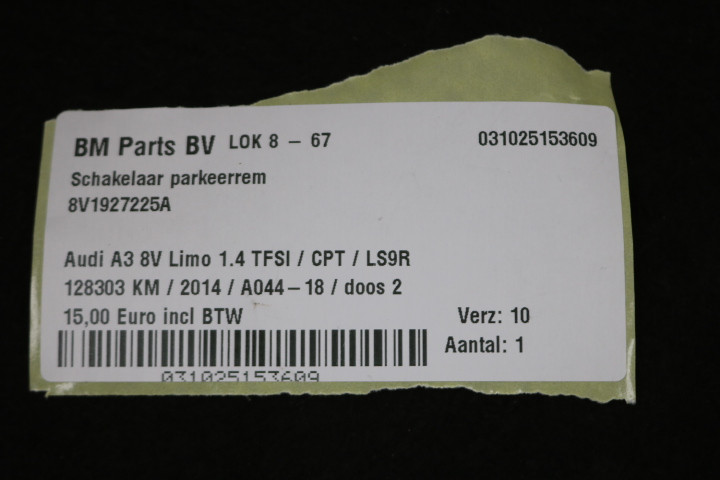 BM Parts BV LOK 8 – 67 031025153609
Schakelaar parkeerrem
8V1927225A
Audi A3 8V Limo 1.4 TFSI / CPT / LS9R
128303 KM / 2014 / A044–18 / doos 2
15,00 Euro incl BTW Verz: 10
Aantal: 1
031025153609